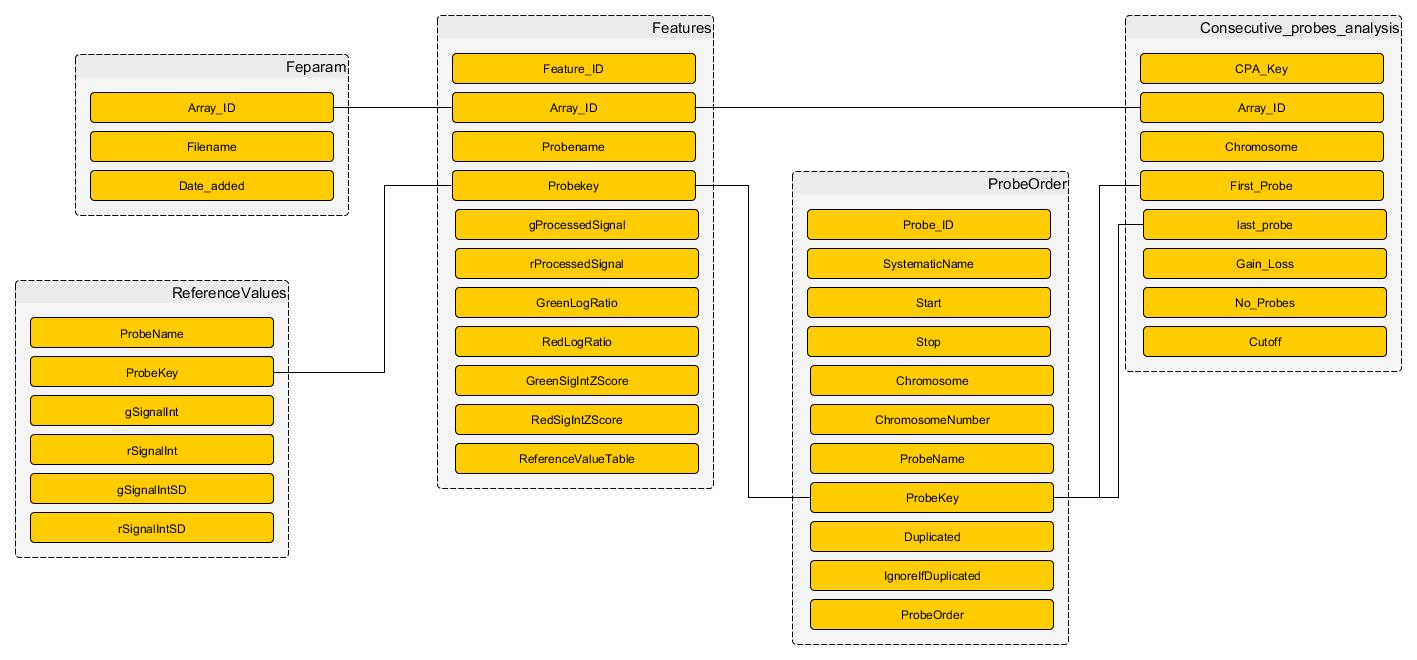 Feparam
Array_ID
Filename
Date_added
ReferenceValues
ProbeName
ProbeKey
gSignalInt
rSignalInt
gSignalIntSD
rSignalIntSD
Features
Feature_ID
Array_ID
Probename
Probekey
gProcessedSignal
rProcessedSignal
GreenLogRatio
RedLogRatio
GreenSigIntZScore
RedSigIntZScore
ReferenceValueTable
ProbeOrder
Probe_ID
SystematicName
Start
Stop
Chromosome
ChromosomeNumber
ProbeName
ProbeKey
Duplicated
IgnoreIfDuplicated
ProbeOrder
Consecutive_probes_analysis
CPA_Key
Array_ID
Chromosome
First_Probe
last_probe
Gain_Loss
No_Probes
Cutoff